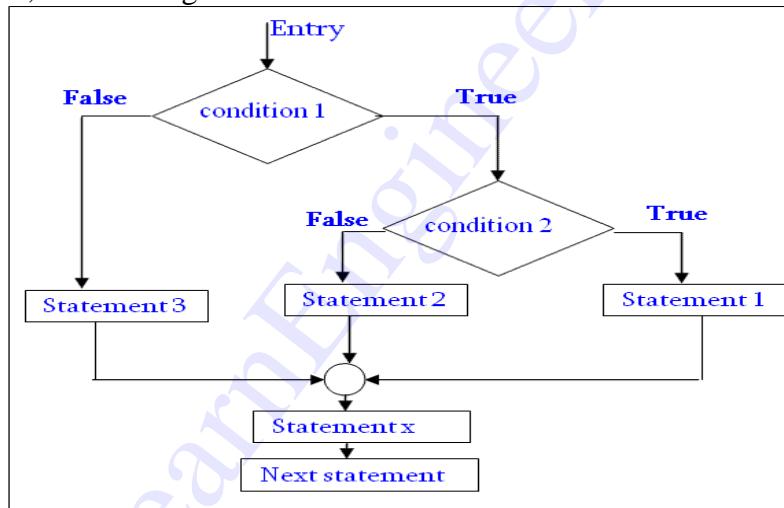 Entry
False
True
condition 1
False
True
condition 2
Statement 3
Statement 2
Statement 1
Statement x
Next statement